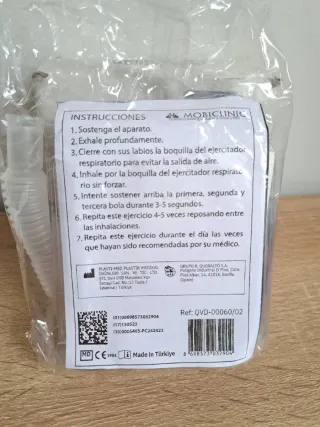 INSTRUCCIONES
MOBICLINIC
1. Sostenga el aparato.
2. Exhale profundamente.
3. Cierre con sus labios la boquilla del ejercitador
respiratorio para evitar la salida de aire.
4. Inhale por la boquilla del ejercitador respirato
rio sin forzar.
5. Intente sostener arriba la primera, segunda y
tercera bola durante 3-5 segundos.
6. Repita este ejercicio 4-5 veces reposando entre
las inhalaciones.
7. Repita este ejercicio durante el día las veces
que hayan sido recomendadas por su médico.
Ref: QVD-00060/02
MD CE Made in Türkiye